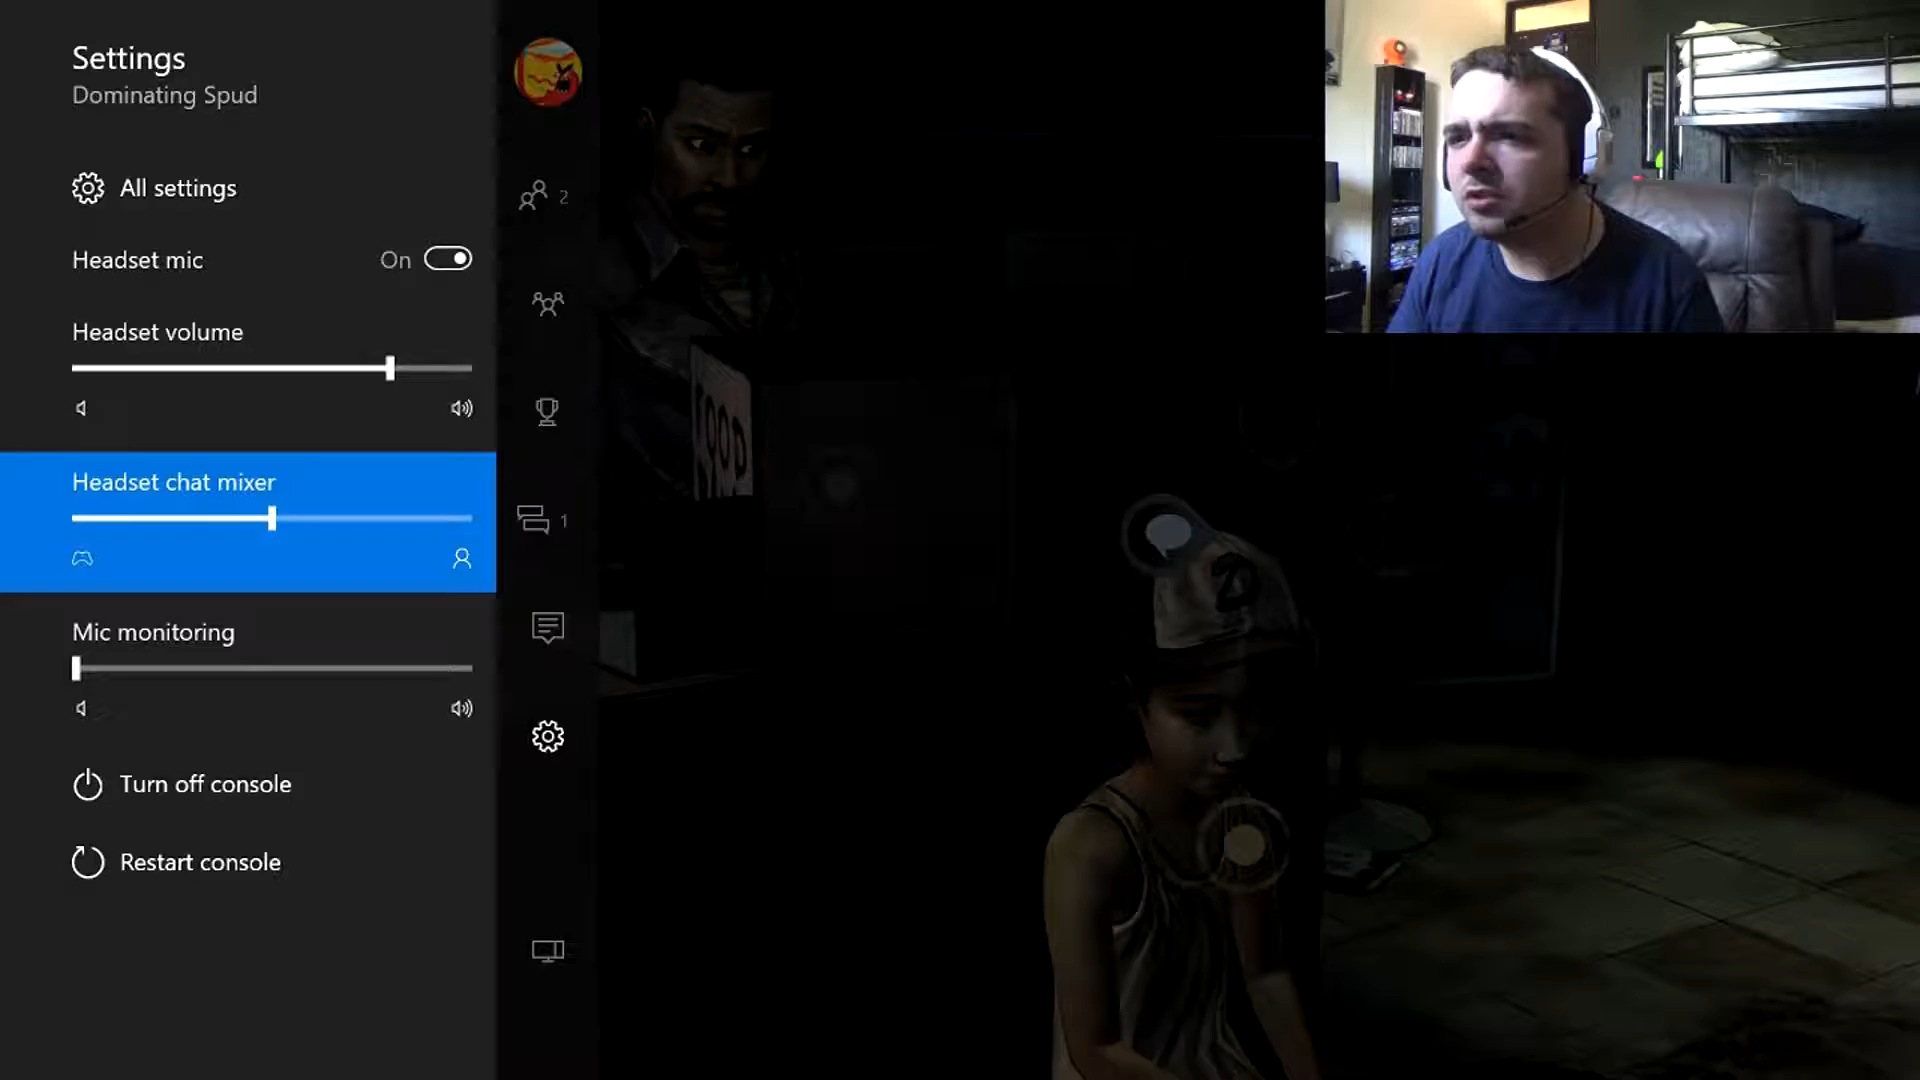 Settings
Dominating Spud
All settings
Headset mic
On
Headset volume
Headset chat mixer
Mic monitoring
Turn off console
Restart console
2
1